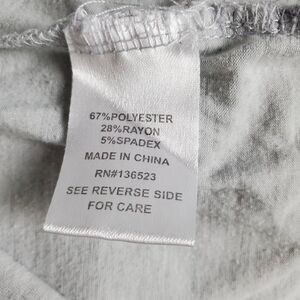 67%POLYESTER
28%RAYON
5%SPADEX
MADE IN CHINA
RN#136523
SEE REVERSE SIDE
FOR CARE